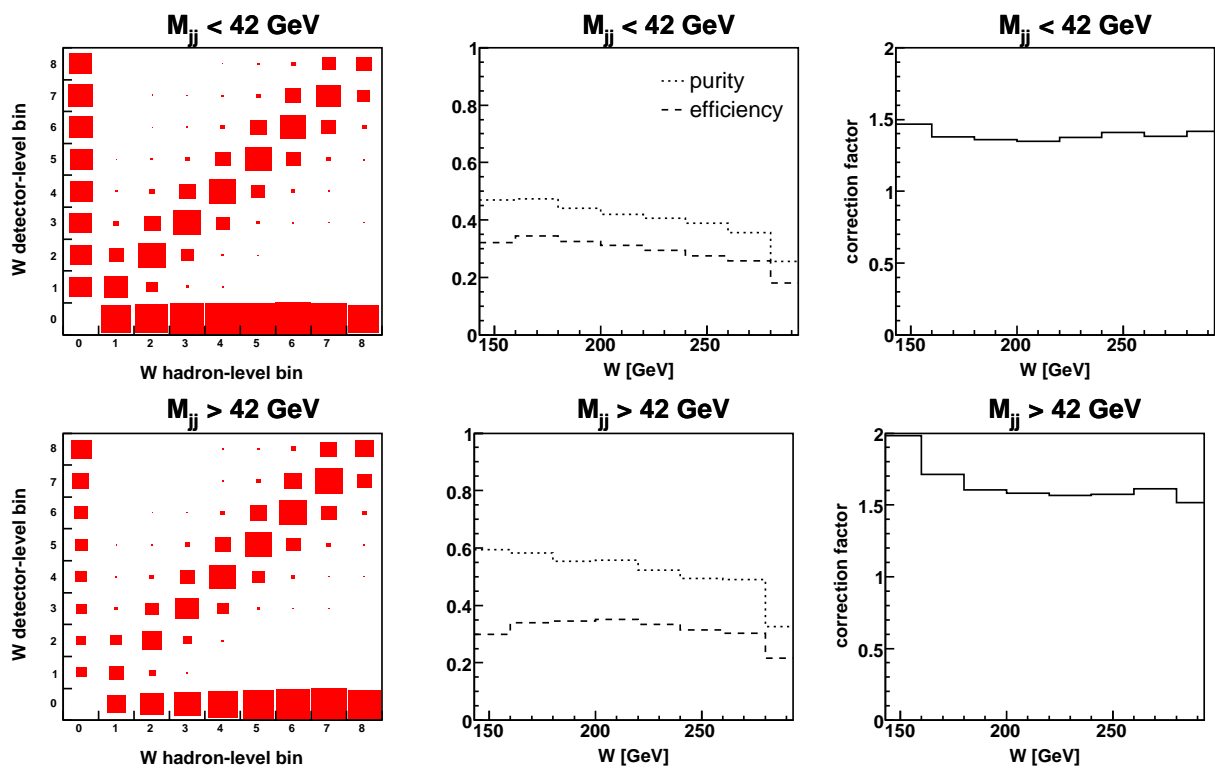 M_jj < 42 GeV
W detector-level bin
8
7
6
5
4
3
2
1
0
0 1 2 3 4 5 6 7 8
W hadron-level bin
M_jj < 42 GeV
purity
efficiency
1
0.8
0.6
0.4
0.2
0
150 200 250
W [GeV]
M_jj < 42 GeV
correction factor
2
1.5
1
0.5
0
150 200 250
W [GeV]
M_jj > 42 GeV
W detector-level bin
8
7
6
5
4
3
2
1
0
0 1 2 3 4 5 6 7 8
W hadron-level bin
M_jj > 42 GeV
1
0.8
0.6
0.4
0.2
0
150 200 250
W [GeV]
M_jj > 42 GeV
correction factor
2
1.5
1
0.5
0
150 200 250
W [GeV]